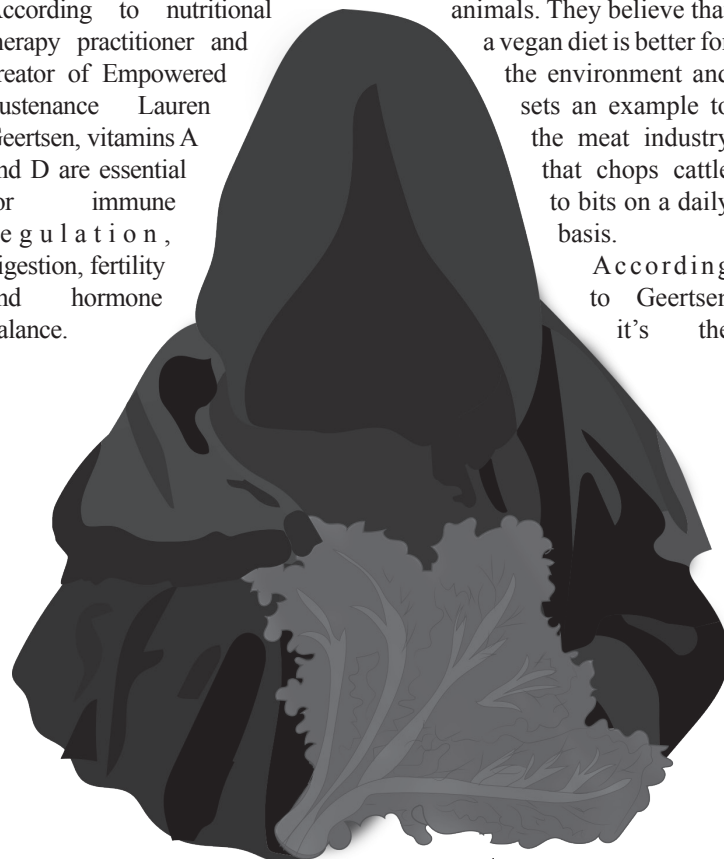 According to nutritional
herapy practitioner and
reator of Empowered
ustenance Lauren
Geertsen, vitamins A
nd D are essential
or immune
egulation,
igestion, fertility
nd hormone
alance.
animals. They believe tha
a vegan diet is better for
the environment and
sets an example to
the meat industry
that chops cattle
to bits on a daily
basis.
According
to Geertsen
it’s the